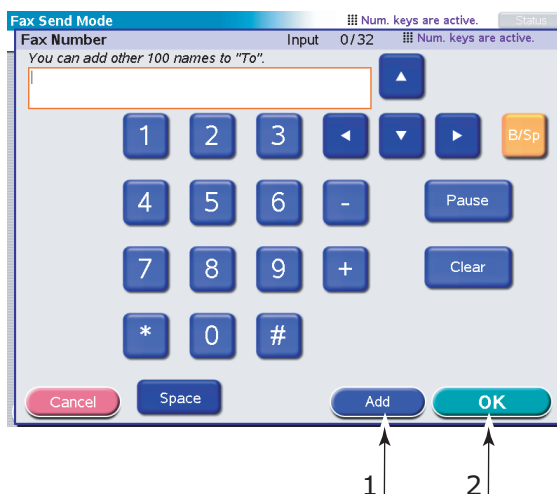 Fax Send Mode
Num. keys are active.
Status
Fax Number
Input 0/32
Num. keys are active.
You can add other 100 names to "To".
1 2 3 B/Sp
4 5 6 - Pause
7 8 9 + Clear
* 0 #
Cancel Space Add OK
1 2